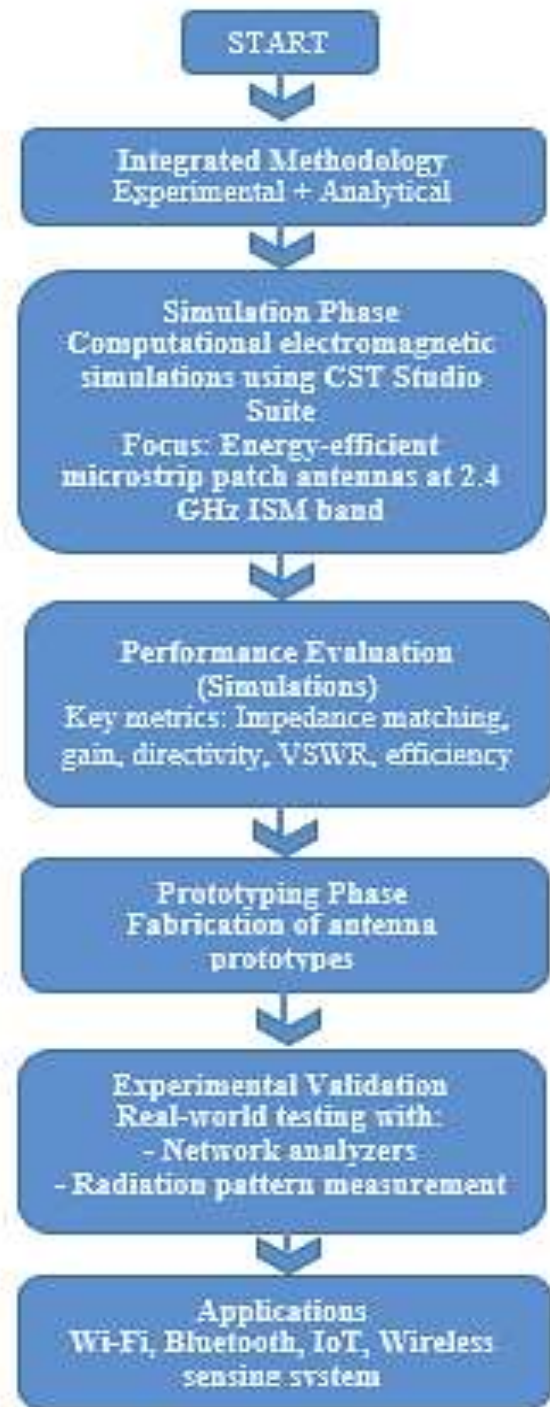 START
Integrated Methodology
Experimental + Analytical
Simulation Phase
Computational electromagnetic
simulations using CST Studio
Suite
Focus: Energy-efficient
microstrip patch antennas at 2.4
GHz ISM band
Performance Evaluation
(Simulations)
Key metrics: Impedance matching,
gain, directivity, VSWR, efficiency
Prototyping Phase
Fabrication of antenna
prototypes
Experimental Validation
Real-world testing with:
- Network analyzers
- Radiation pattern measurement
Applications
Wi-Fi, Bluetooth, IoT, Wireless
sensing system